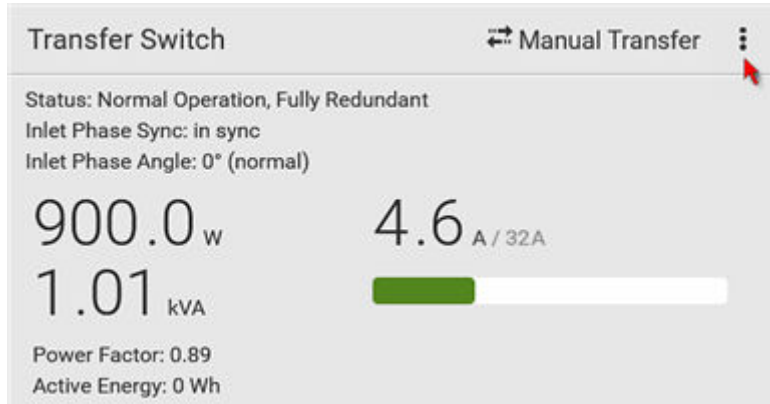 Transfer Switch
Manual Transfer
Status: Normal Operation, Fully Redundant
Inlet Phase Sync: in sync
Inlet Phase Angle: 0° (normal)
900.0 W
4.6 A / 32A
1.01 kVA
Power Factor: 0.89
Active Energy: 0 Wh